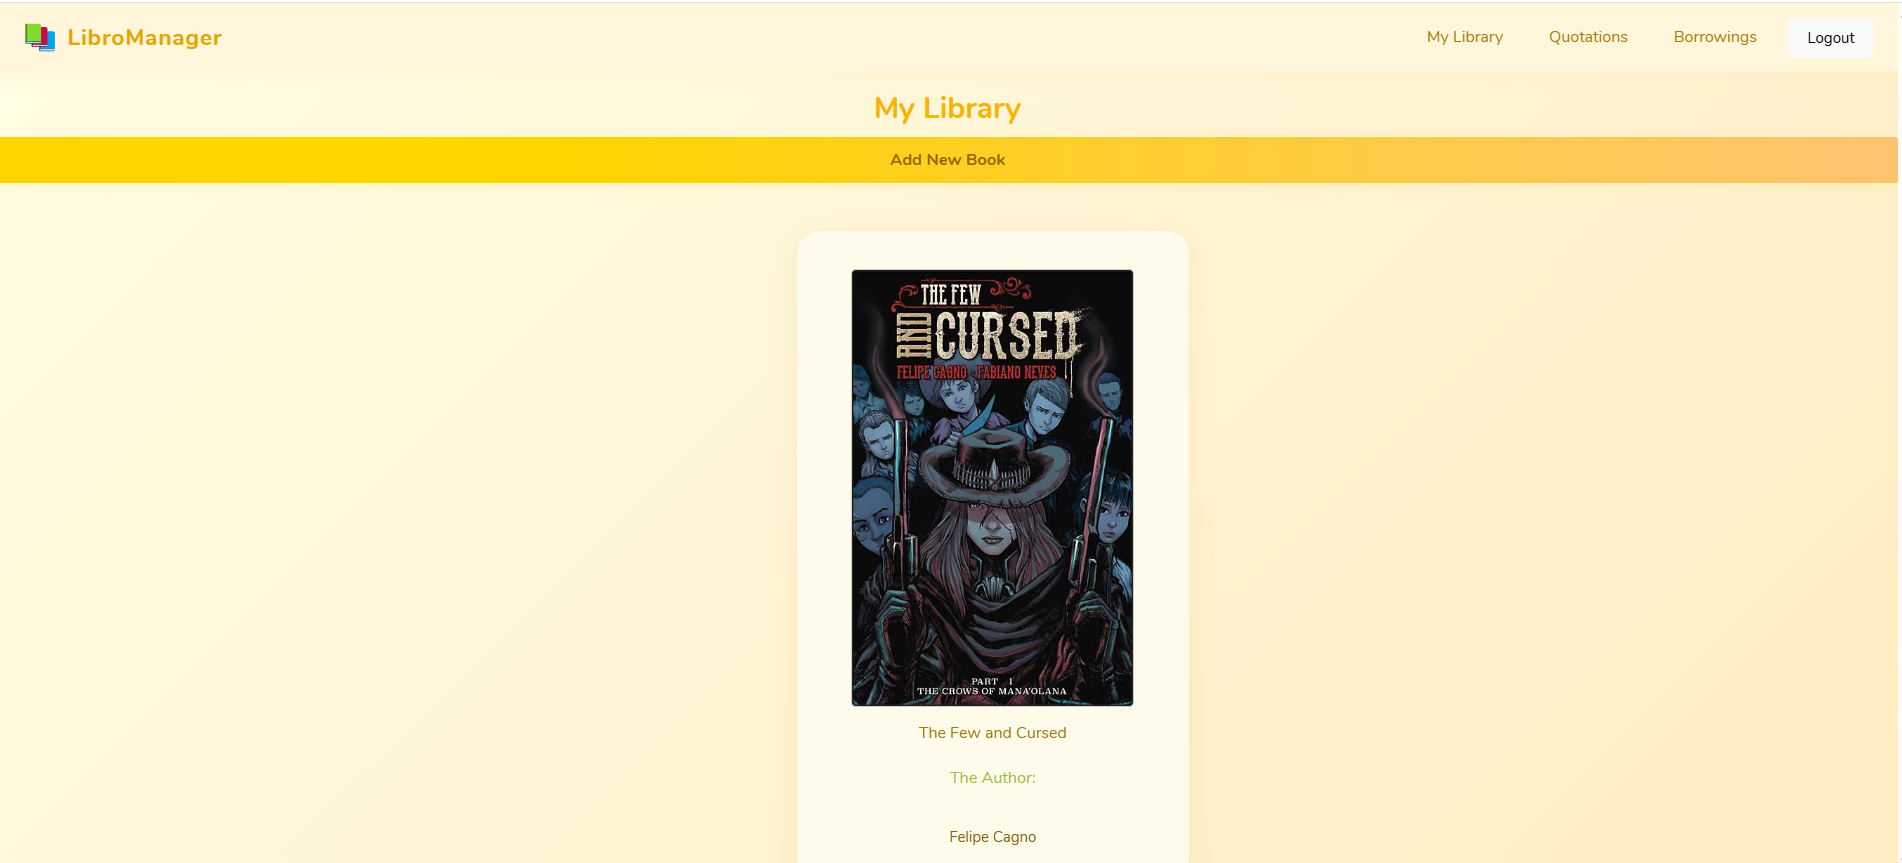 LibroManager
My Library
Quotations
Borrowings
Logout
My Library
Add New Book
THE FEW
AND
CURSED
FELIPE CAGNO - FABIANO NEVES
PART I
THE CROWS OF MANA'OLANA
The Few and Cursed
The Author:
Felipe Cagno